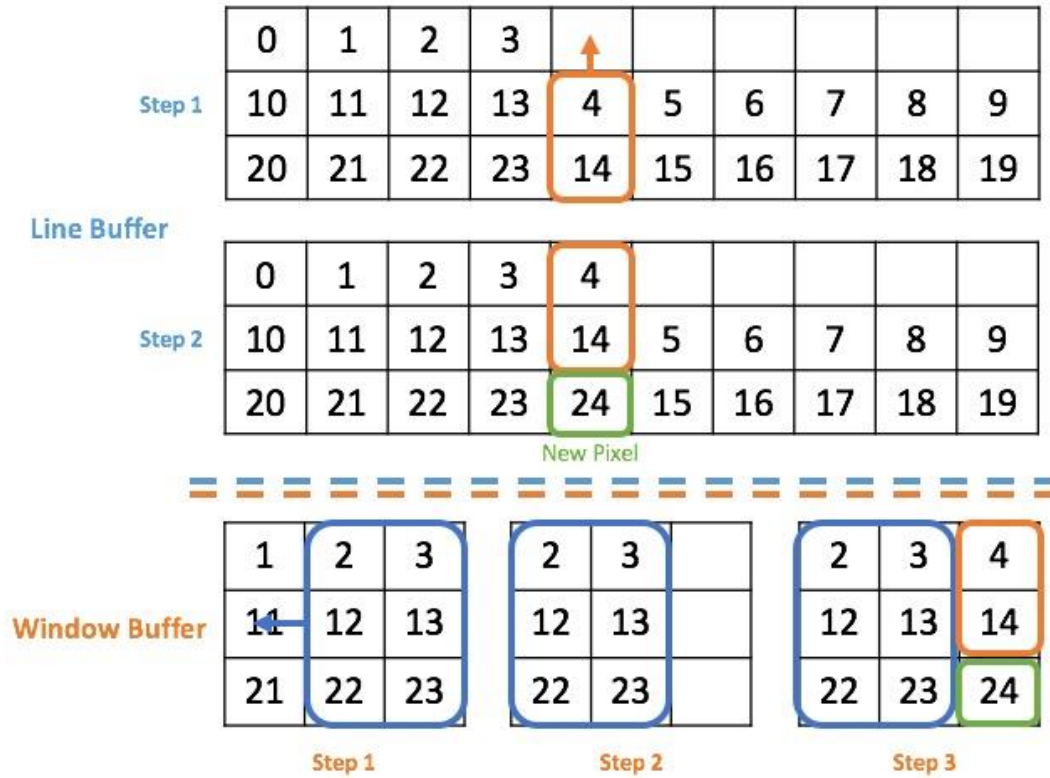 0 1 2 3
Step 1 10 11 12 13 4 5 6 7 8 9
20 21 22 23 14 15 16 17 18 19
Line Buffer
0 1 2 3 4
Step 2 10 11 12 13 14 5 6 7 8 9
20 21 22 23 24 15 16 17 18 19
New Pixel
1 2 3 2 3 2 3 4
Window Buffer 11 12 13 12 13 12 13 14
21 22 23 22 23 22 23 24
Step 1 Step 2 Step 3